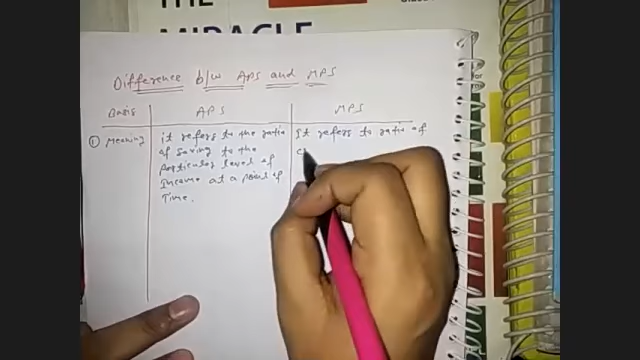 THE
MIRACLE
Difference b/w APS and MPS
Basis APS MPS
① Meaning it refers to the ratio of saving to the particular level of Income at a point of Time.
It refers to ratio of c